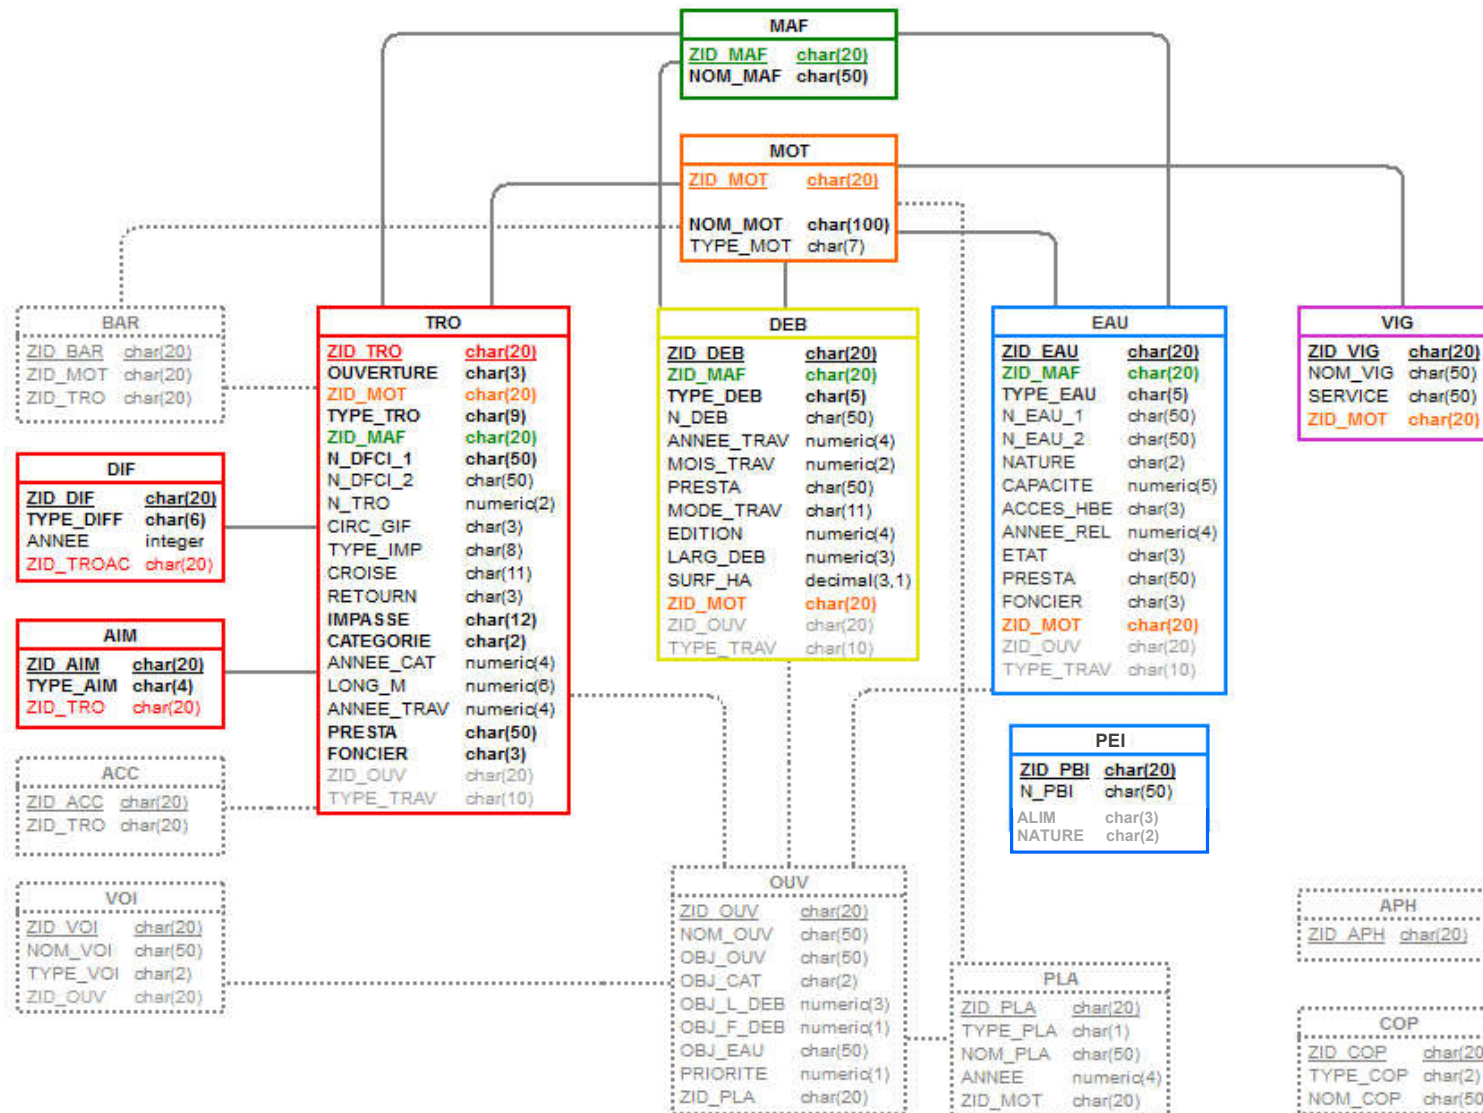 MAF
ZID_MAF char(20)
NOM_MAF char(50)
MOT
ZID_MOT char(20)
NOM_MOT char(100)
TYPE_MOT char(7)
BAR
ZID_BAR char(20)
ZID_MOT char(20)
ZID_TRO char(20)
DIF
ZID_DIF char(20)
TYPE_DIFF char(6)
ANNEE integer
ZID_TROAC char(20)
AIM
ZID_AIM char(20)
TYPE_AIM char(4)
ZID_TRO char(20)
ACC
ZID_ACC char(20)
ZID_TRO char(20)
VOI
ZID_VOI char(20)
NOM_VOI char(50)
TYPE_VOI char(2)
ZID_OUV char(20)
TRO
ZID_TRO char(20)
OUVERTURE char(3)
ZID_MOT char(20)
TYPE_TRO char(9)
ZID_MAF char(20)
N_DFCI_1 char(50)
N_DFCI_2 char(50)
N_TRO numeric(2)
CIRC_GIF char(3)
TYPE_IMP char(8)
CROISE char(11)
RETOURN char(3)
IMPASSE char(12)
CATEGORIE char(2)
ANNEE_CAT numeric(4)
LONG_M numeric(6)
ANNEE_TRAV numeric(4)
PRESTA char(50)
FONCIER char(3)
ZID_OUV char(20)
TYPE_TRAV char(10)
DEB
ZID_DEB char(20)
ZID_MAF char(20)
TYPE_DEB char(5)
N_DEB char(50)
ANNEE_TRAV numeric(4)
MOIS_TRAV numeric(2)
PRESTA char(50)
MODE_TRAV char(11)
EDITION numeric(4)
LARG_DEB numeric(3)
SURF_HA decimal(3,1)
ZID_MOT char(20)
ZID_OUV char(20)
TYPE_TRAV char(10)
EAU
ZID_EAU char(20)
ZID_MAF char(20)
TYPE_EAU char(5)
N_EAU_1 char(50)
N_EAU_2 char(50)
NATURE char(2)
CAPACITE numeric(5)
ACCES_HBE char(3)
ANNEE_REL numeric(4)
ETAT char(3)
PRESTA char(50)
FONCIER char(3)
ZID_MOT char(20)
ZID_OUV char(20)
TYPE_TRAV char(10)
VIG
ZID_VIG char(20)
NOM_VIG char(50)
SERVICE char(50)
ZID_MOT char(20)
PEI
ZID_PBI char(20)
N_PBI char(50)
ALIM char(3)
NATURE char(2)
OUV
ZID_OUV char(20)
NOM_OUV char(50)
OBJ_OUV char(50)
OBJ_CAT char(2)
OBJ_L_DEB numeric(3)
OBJ_F_DEB numeric(1)
OBJ_EAU char(50)
PRIORITE numeric(1)
ZID_PLA char(20)
PLA
ZID_PLA char(20)
TYPE_PLA char(1)
NOM_PLA char(50)
ANNEE numeric(4)
ZID_MOT char(20)
APH
ZID_APH char(20)
COP
ZID_COP char(20
TYPE_COP char(2)
NOM_COP char(50